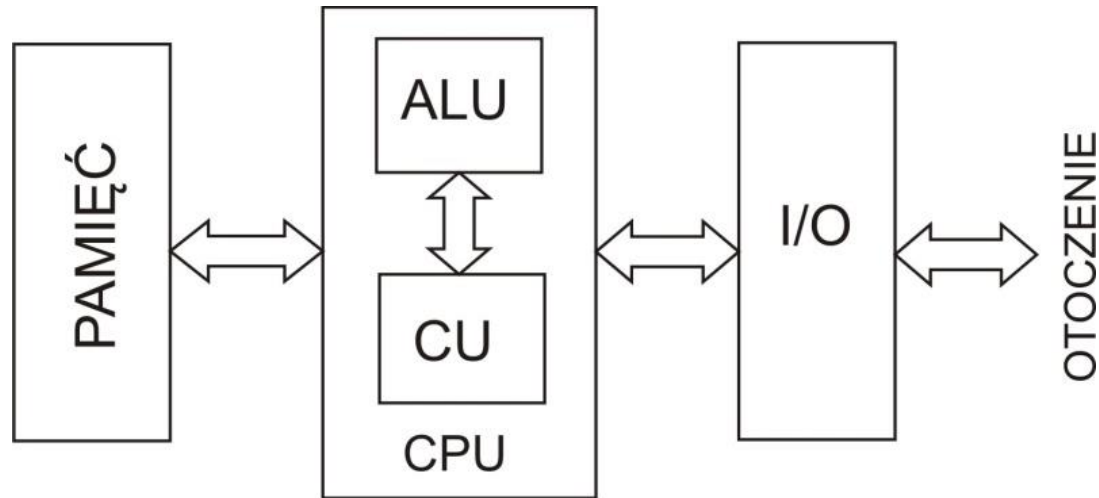 PAMIĘĆ
ALU
CU
CPU
I/O
OTOCZENIE